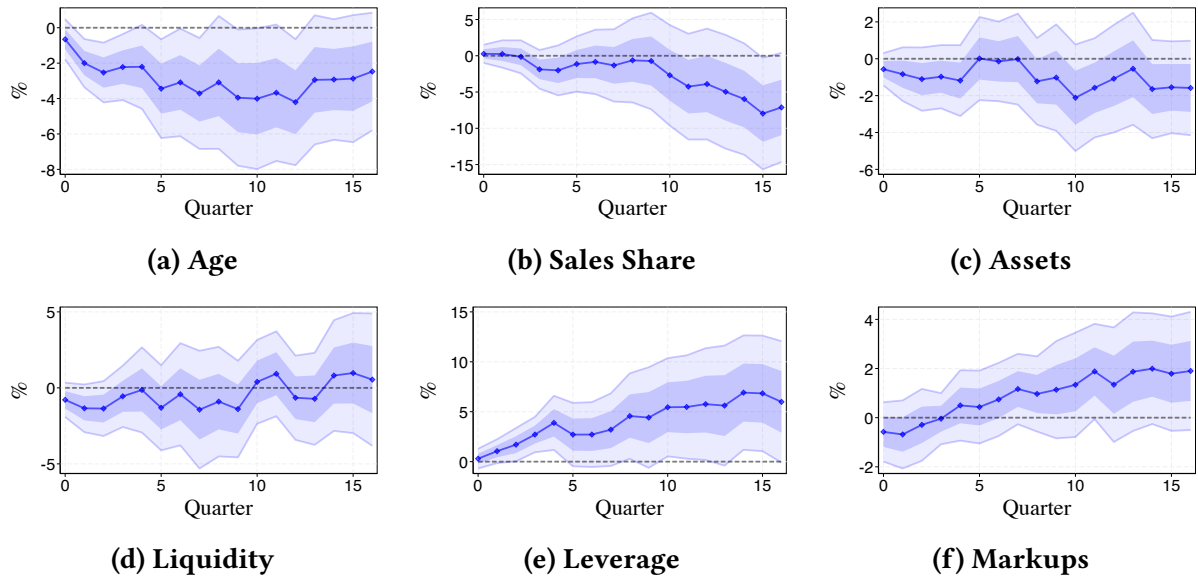 0
-2
-4
-6
-8
%
0 5 10 15
Quarter
(a) Age
5
0
-5
-10
-15
%
0 5 10 15
Quarter
(b) Sales Share
2
0
-2
-4
-6
%
0 5 10 15
Quarter
(c) Assets
5
0
-5
%
0 5 10 15
Quarter
(d) Liquidity
15
10
5
0
%
0 5 10 15
Quarter
(e) Leverage
4
2
0
-2
%
0 5 10 15
Quarter
(f) Markups